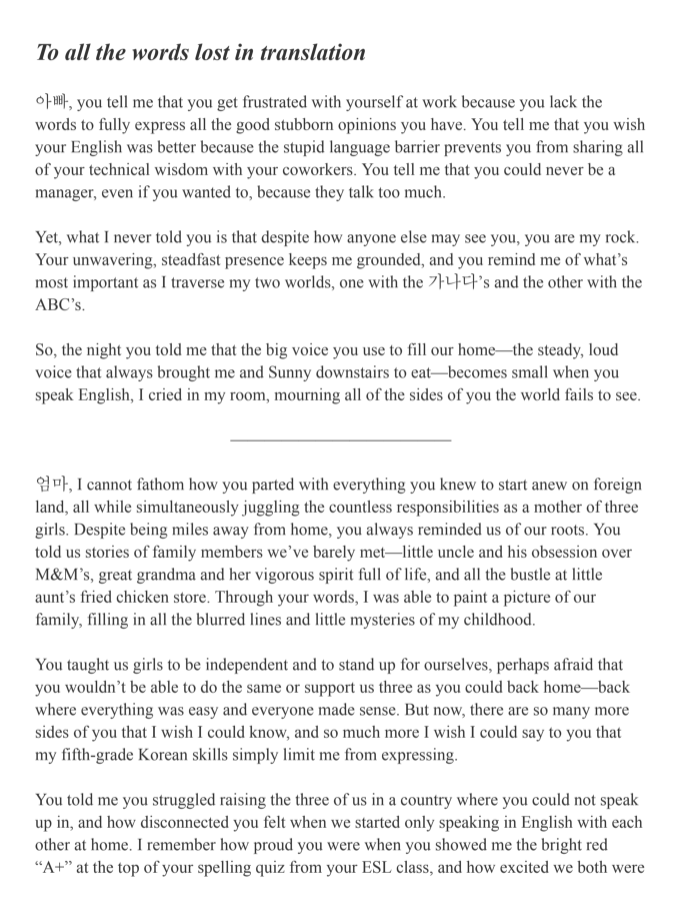 To all the words lost in translation
아빠, you tell me that you get frustrated with yourself at work because you lack the
words to fully express all the good stubborn opinions you have. You tell me that you wish
your English was better because the stupid language barrier prevents you from sharing all
of your technical wisdom with your coworkers. You tell me that you could never be a
manager, even if you wanted to, because they talk too much.
Yet, what I never told you is that despite how anyone else may see you, you are my rock.
Your unwavering, steadfast presence keeps me grounded, and you remind me of what’s
most important as I traverse my two worlds, one with the 가나다’s and the other with the
ABC’s.
So, the night you told me that the big voice you use to fill our home—the steady, loud
voice that always brought me and Sunny downstairs to eat—becomes small when you
speak English, I cried in my room, mourning all of the sides of you the world fails to see.
엄마, I cannot fathom how you parted with everything you knew to start anew on foreign
land, all while simultaneously juggling the countless responsibilities as a mother of three
girls. Despite being miles away from home, you always reminded us of our roots. You
told us stories of family members we’ve barely met—little uncle and his obsession over
M&M’s, great grandma and her vigorous spirit full of life, and all the bustle at little
aunt’s fried chicken store. Through your words, I was able to paint a picture of our
family, filling in all the blurred lines and little mysteries of my childhood.
You taught us girls to be independent and to stand up for ourselves, perhaps afraid that
you wouldn’t be able to do the same or support us three as you could back home—back
where everything was easy and everyone made sense. But now, there are so many more
sides of you that I wish I could know, and so much more I wish I could say to you that
my fifth-grade Korean skills simply limit me from expressing.
You told me you struggled raising the three of us in a country where you could not speak
up in, and how disconnected you felt when we started only speaking in English with each
other at home. I remember how proud you were when you showed me the bright red
“A+” at the top of your spelling quiz from your ESL class, and how excited we both were